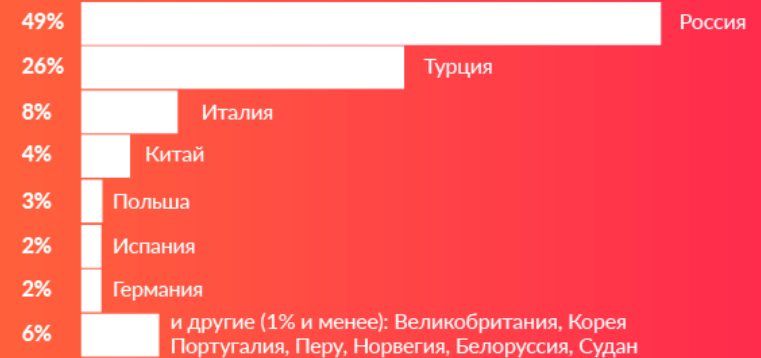 49% Россия
26% Турция
8% Италия
4% Китай
3% Польша
2% Испания
2% Германия
6% и другие (1% и менее): Великобритания, Корея
Португалия, Перу, Норвегия, Белоруссия, Судан